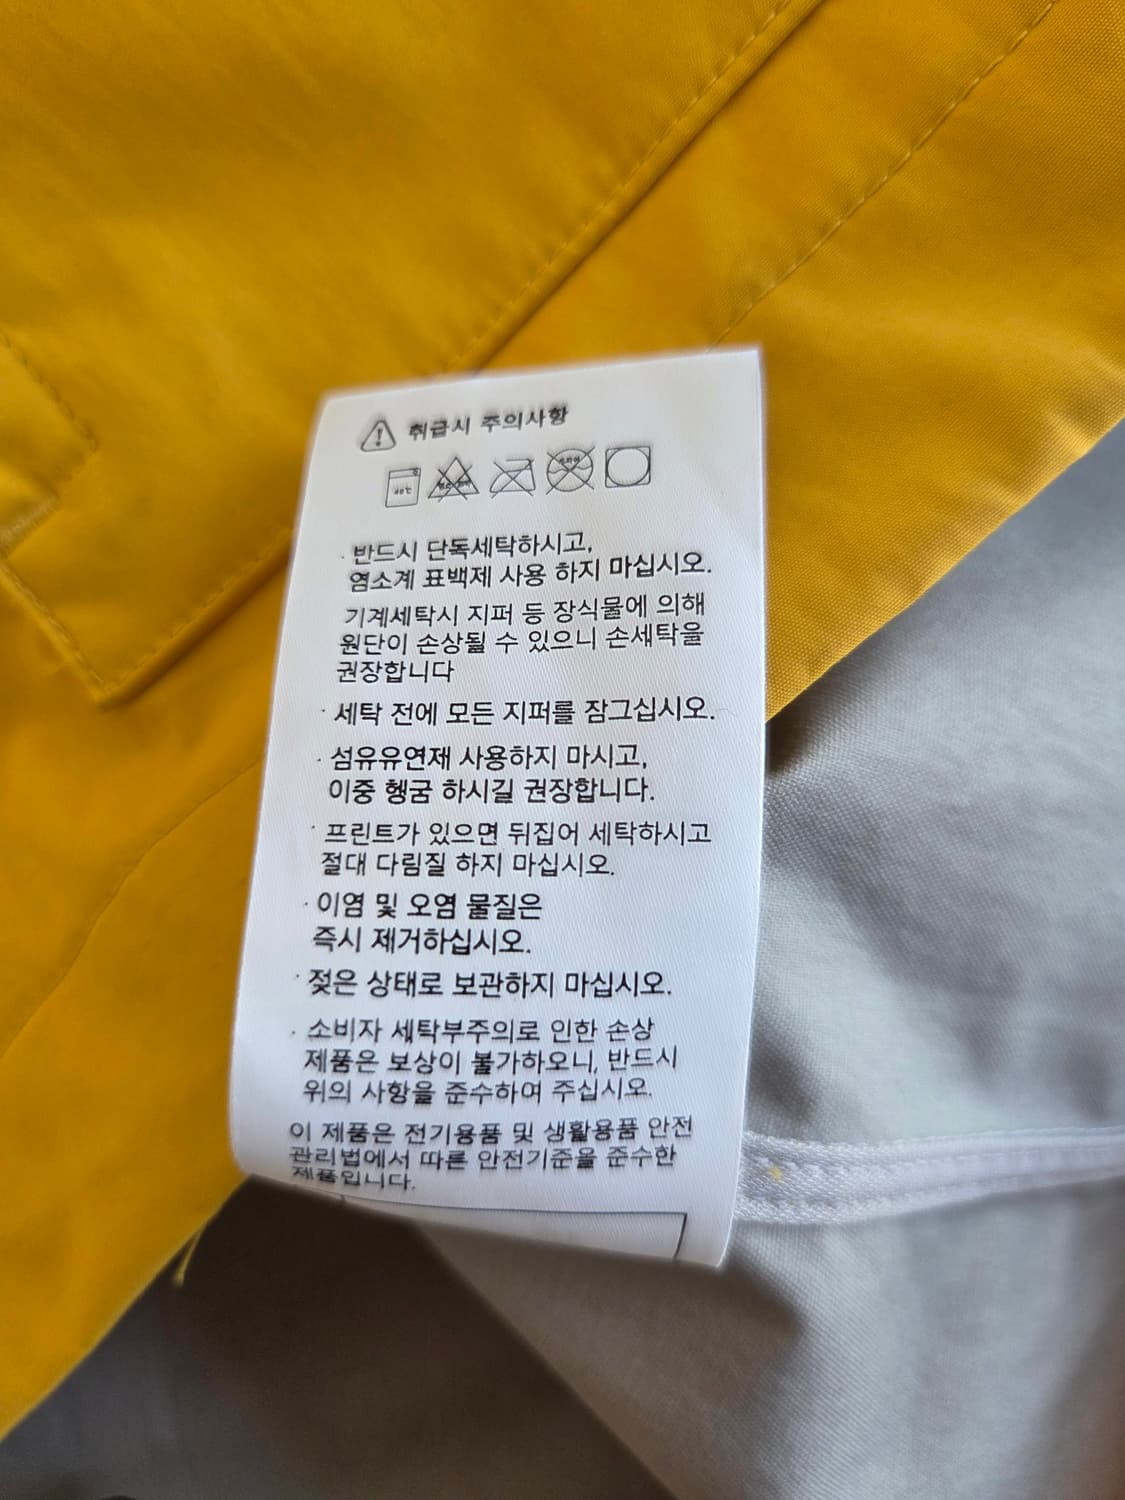 취급시 주의사항
40℃
· 반드시 단독세탁하시고,
염소계 표백제 사용 하지 마십시오.
기계세탁시 지퍼 등 장식물에 의해
원단이 손상될 수 있으니 손세탁을
권장합니다
· 세탁 전에 모든 지퍼를 잠그십시오.
· 섬유유연제 사용하지 마시고,
이중 헹굼 하시길 권장합니다.
· 프린트가 있으면 뒤집어 세탁하시고
절대 다림질 하지 마십시오.
· 이염 및 오염 물질은
즉시 제거하십시오.
· 젖은 상태로 보관하지 마십시오.
· 소비자 세탁부주의로 인한 손상
제품은 보상이 불가하오니, 반드시
위의 사항을 준수하여 주십시오.
이 제품은 전기용품 및 생활용품 안전
관리법에서 따른 안전기준을 준수한
제품입니다.